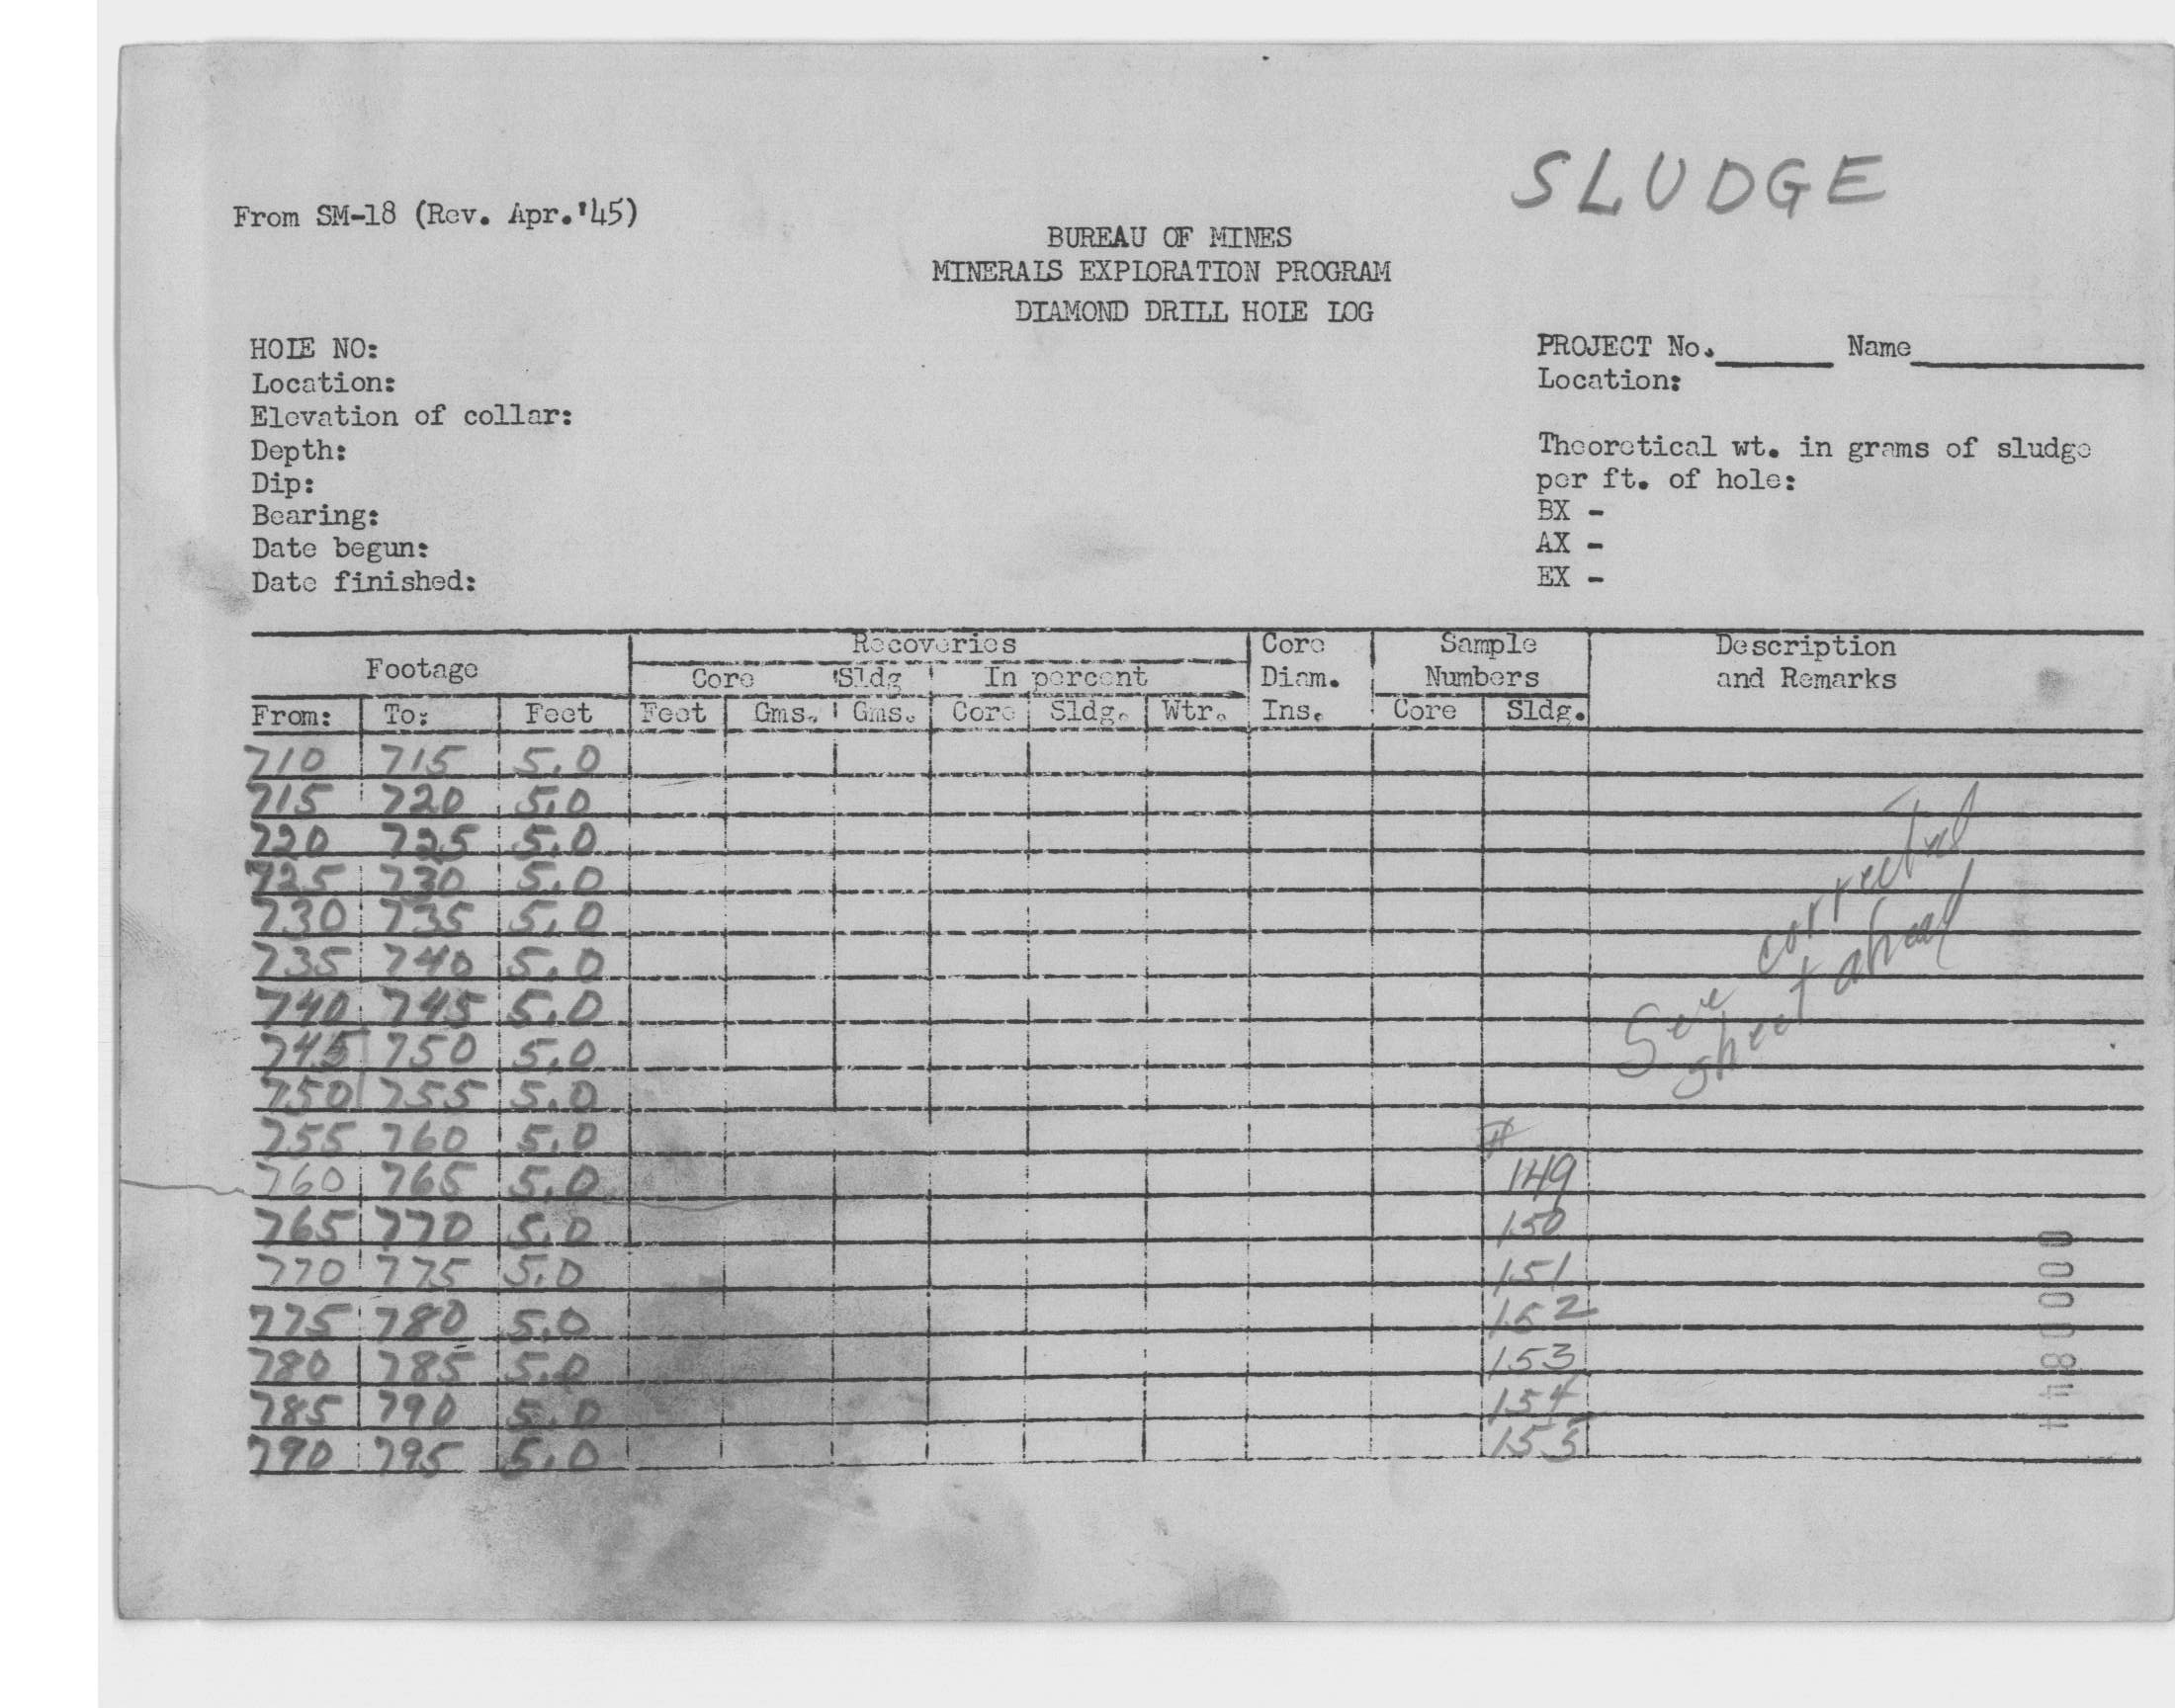 SLUDGE
From SM-18 (Rev. Apr.'45)
BUREAU OF MINES
MINERALS EXPLORATION PROGRAM
DIAMOND DRILL HOLE LOG
HOLE NO:
Location:
Elevation of collar:
Depth:
Dip:
Bearing:
Date begun:
Date finished:
PROJECT No. Name
Location:
Theoretical wt. in grams of sludge
per ft. of hole:
BX -
AX -
EX -
Footage Recoveries Core Sample Description
Core Sldg In percent Diam. Numbers and Remarks
From: To: Feet Feet Gms. Gms. Core Sldg. Wtr. Ins. Core Sldg.
710 715 5.0
715 720 5.0
720 725 5.0
725 730 5.0
730 735 5.0
735 740 5.0
740 745 5.0
745 750 5.0
750 755 5.0
755 760 5.0 #
760 765 5.0 149
765 770 5.0 150
770 775 5.0 151
775 780 5.0 152
780 785 5.0 153
785 790 5.0 154
790 795 5.0 155
See corrected
sheet ahead